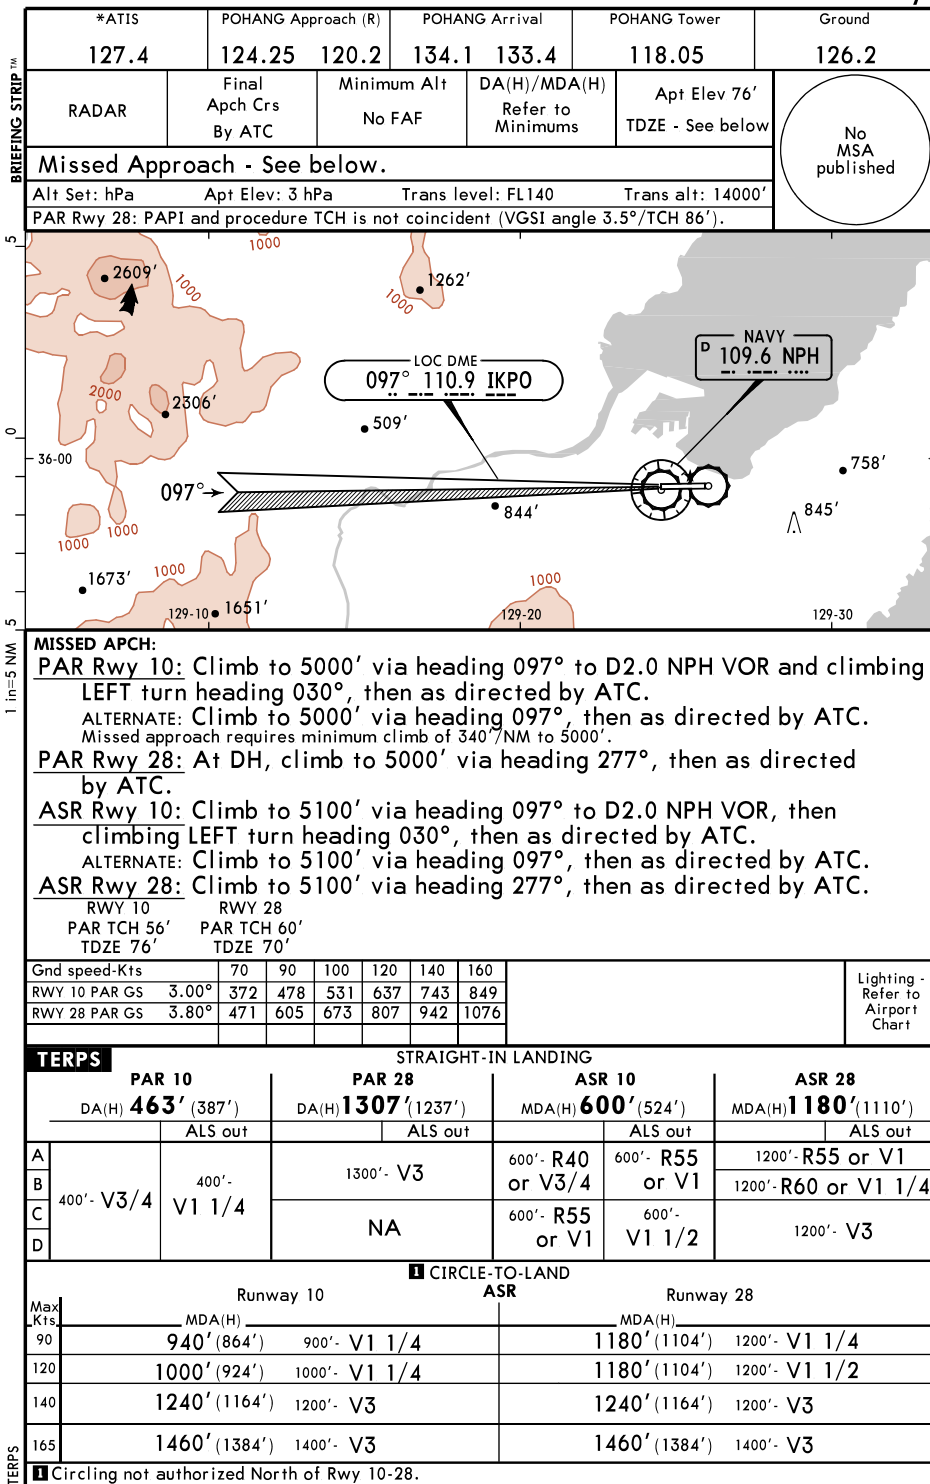 *ATIS
127.4
POHANG Approach (R)
124.25 120.2
POHANG Arrival
134.1 133.4
POHANG Tower
118.05
Ground
126.2
BRIEFING STRIP™
RADAR
Final
Apch Crs
By ATC
Minimum Alt
No FAF
DA(H)/MDA(H)
Refer to
Minimums
Apt Elev 76'
TDZE - See below
No
MSA
published
Missed Approach - See below.
Alt Set: hPa Apt Elev: 3 hPa Trans level: FL140 Trans alt: 14000'
PAR Rwy 28: PAPI and procedure TCH is not coincident (VGSI angle 3.5°/TCH 86').
5
1000
2609'
1000
1262'
1000
NAVY
D 109.6 NPH
LOC DME
097° 110.9 IKPO
2000
2306'
509'
0
36-00
758'
097°
844'
845'
1000
1000
1673'
1000
1000
129-10
1651'
129-20
129-30
5
1 in=5 NM
MISSED APCH:
PAR Rwy 10: Climb to 5000' via heading 097° to D2.0 NPH VOR and climbing
LEFT turn heading 030°, then as directed by ATC.
ALTERNATE: Climb to 5000' via heading 097°, then as directed by ATC.
Missed approach requires minimum climb of 340'/NM to 5000'.
PAR Rwy 28: At DH, climb to 5000' via heading 277°, then as directed
by ATC.
ASR Rwy 10: Climb to 5100' via heading 097° to D2.0 NPH VOR, then
climbing LEFT turn heading 030°, then as directed by ATC.
ALTERNATE: Climb to 5100' via heading 097°, then as directed by ATC.
ASR Rwy 28: Climb to 5100' via heading 277°, then as directed by ATC.
RWY 10 RWY 28
PAR TCH 56' PAR TCH 60'
TDZE 76' TDZE 70'
Gnd speed-Kts 70 90 100 120 140 160
RWY 10 PAR GS 3.00° 372 478 531 637 743 849
RWY 28 PAR GS 3.80° 471 605 673 807 942 1076
Lighting -
Refer to
Airport
Chart
TERPS
STRAIGHT-IN LANDING
PAR 10 PAR 28 ASR 10 ASR 28
DA(H) 463' (387') DA(H) 1307' (1237') MDA(H) 600' (524') MDA(H) 1180' (1110')
ALS out ALS out ALS out ALS out
A
B
C
D
400'- V3/4
400'-
V1 1/4
1300'- V3
NA
600'- R40
or V3/4
600'- R55
or V1
600'- R55
or V1
600'-
V1 1/2
1200'- R55 or V1
1200'- R60 or V1 1/4
1200'- V3
1 CIRCLE-TO-LAND
Runway 10 ASR Runway 28
Max
Kts
MDA(H) MDA(H)
90 940' (864') 900'- V1 1/4 1180' (1104') 1200'- V1 1/4
120 1000' (924') 1000'- V1 1/4 1180' (1104') 1200'- V1 1/2
140 1240' (1164') 1200'- V3 1240' (1164') 1200'- V3
165 1460' (1384') 1400'- V3 1460' (1384') 1400'- V3
TERPS
1 Circling not authorized North of Rwy 10-28.